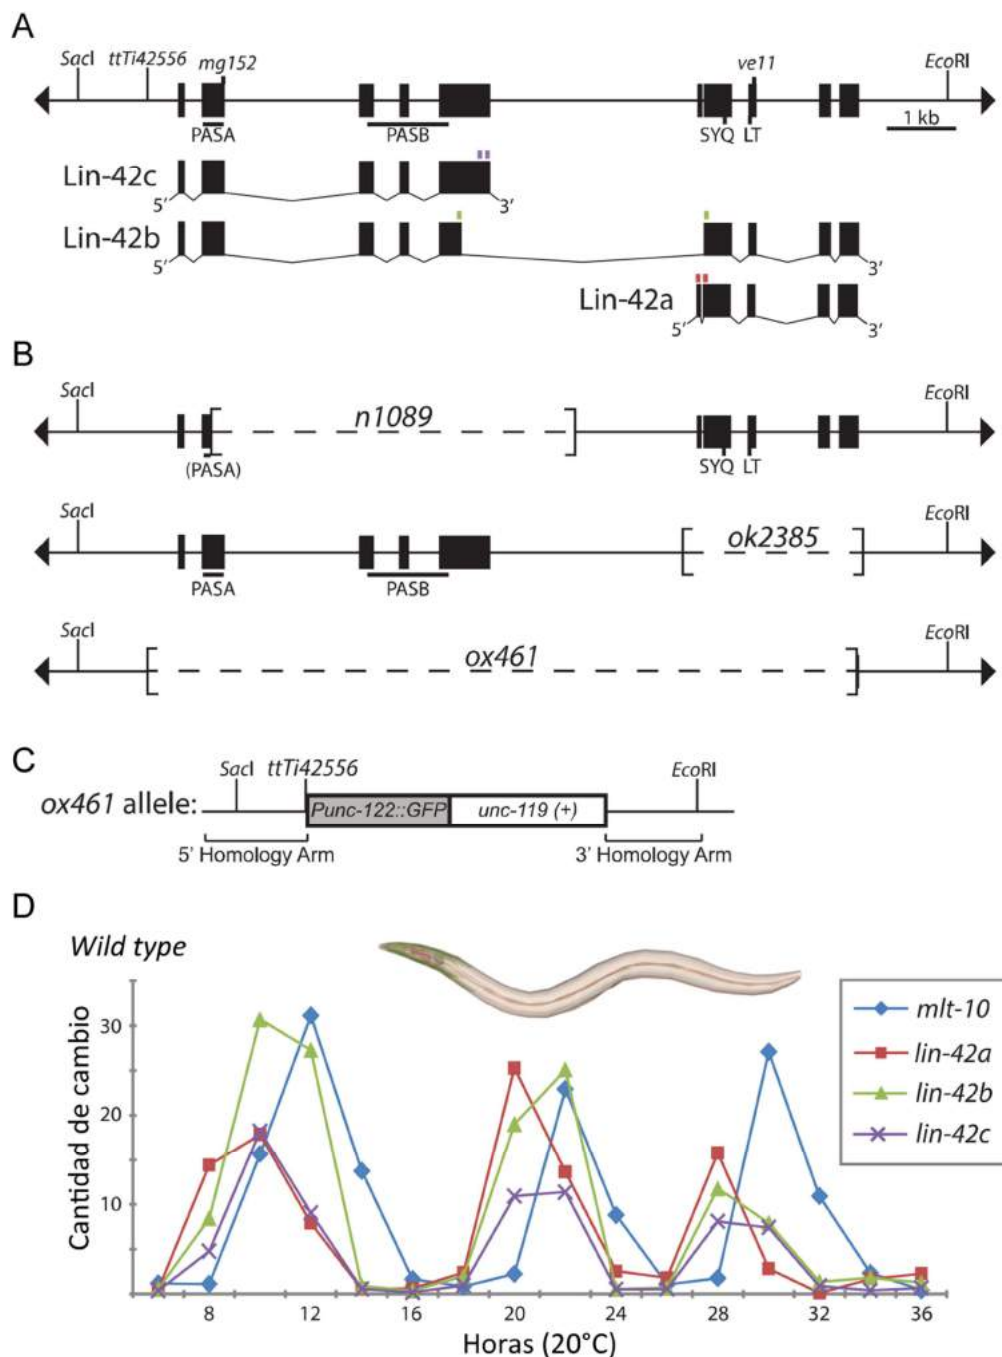 A
SacI ttTi42556 mg152 ve11 EcoRI
1 kb
PASA PASB SYQ LT
Lin-42c
5′ 3′
Lin-42b
5′ 3′
Lin-42a
5′ 3′
B
SacI n1089 EcoRI
(PASA) SYQ LT
SacI ok2385 EcoRI
PASA PASB
SacI ox461 EcoRI
C
SacI ttTi42556 EcoRI
ox461 allele: Punc-122::GFP unc-119 (+)
5′ Homology Arm 3′ Homology Arm
D
Wild type
Cantidad de cambio
30
20
10
8 12 16 20 24 28 32 36
Horas (20°C)
mlt-10
lin-42a
lin-42b
lin-42c